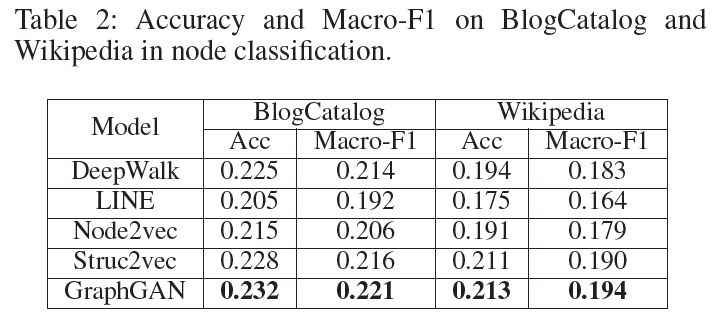 Table 2: Accuracy and Macro-F1 on BlogCatalog and
Wikipedia in node classification.
Model BlogCatalog Wikipedia
Acc Macro-F1 Acc Macro-F1
DeepWalk 0.225 0.214 0.194 0.183
LINE 0.205 0.192 0.175 0.164
Node2vec 0.215 0.206 0.191 0.179
Struc2vec 0.228 0.216 0.211 0.190
GraphGAN 0.232 0.221 0.213 0.194